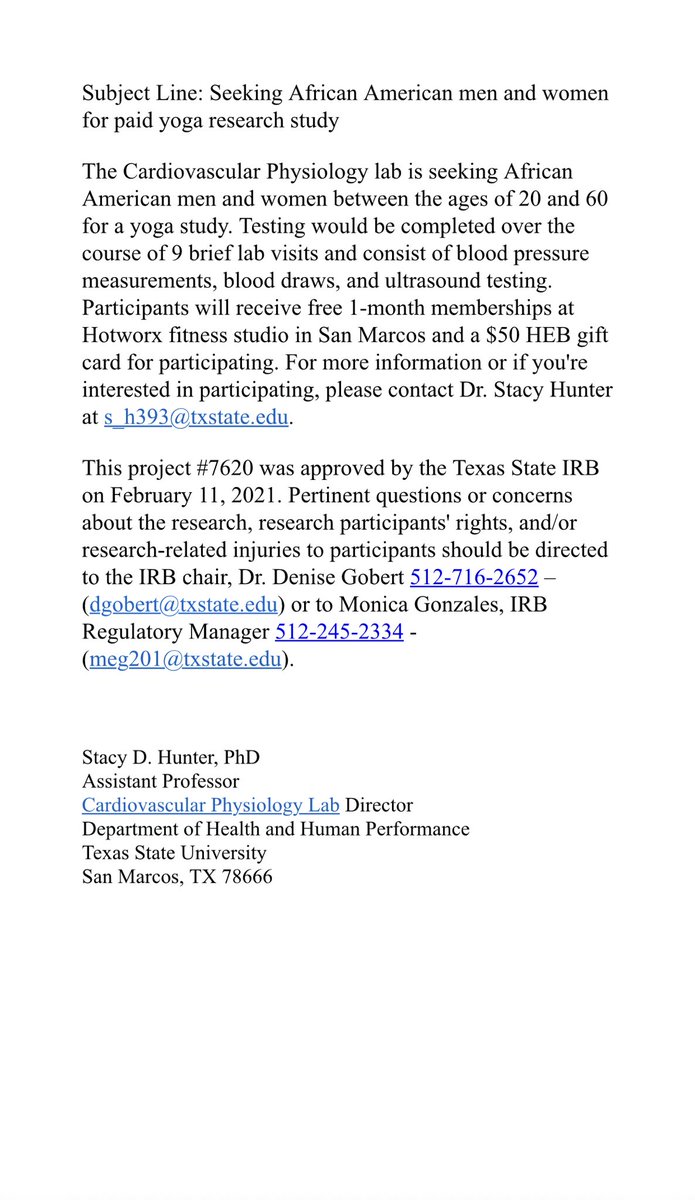 Subject Line: Seeking African American men and women
for paid yoga research study
The Cardiovascular Physiology lab is seeking African
American men and women between the ages of 20 and 60
for a yoga study. Testing would be completed over the
course of 9 brief lab visits and consist of blood pressure
measurements, blood draws, and ultrasound testing.
Participants will receive free 1-month memberships at
Hotworx fitness studio in San Marcos and a $50 HEB gift
card for participating. For more information or if you're
interested in participating, please contact Dr. Stacy Hunter
at s_h393@txstate.edu.
This project #7620 was approved by the Texas State IRB
on February 11, 2021. Pertinent questions or concerns
about the research, research participants' rights, and/or
research-related injuries to participants should be directed
to the IRB chair, Dr. Denise Gobert 512-716-2652 –
(dgobert@txstate.edu) or to Monica Gonzales, IRB
Regulatory Manager 512-245-2334 -
(meg201@txstate.edu).
Stacy D. Hunter, PhD
Assistant Professor
Cardiovascular Physiology Lab Director
Department of Health and Human Performance
Texas State University
San Marcos, TX 78666